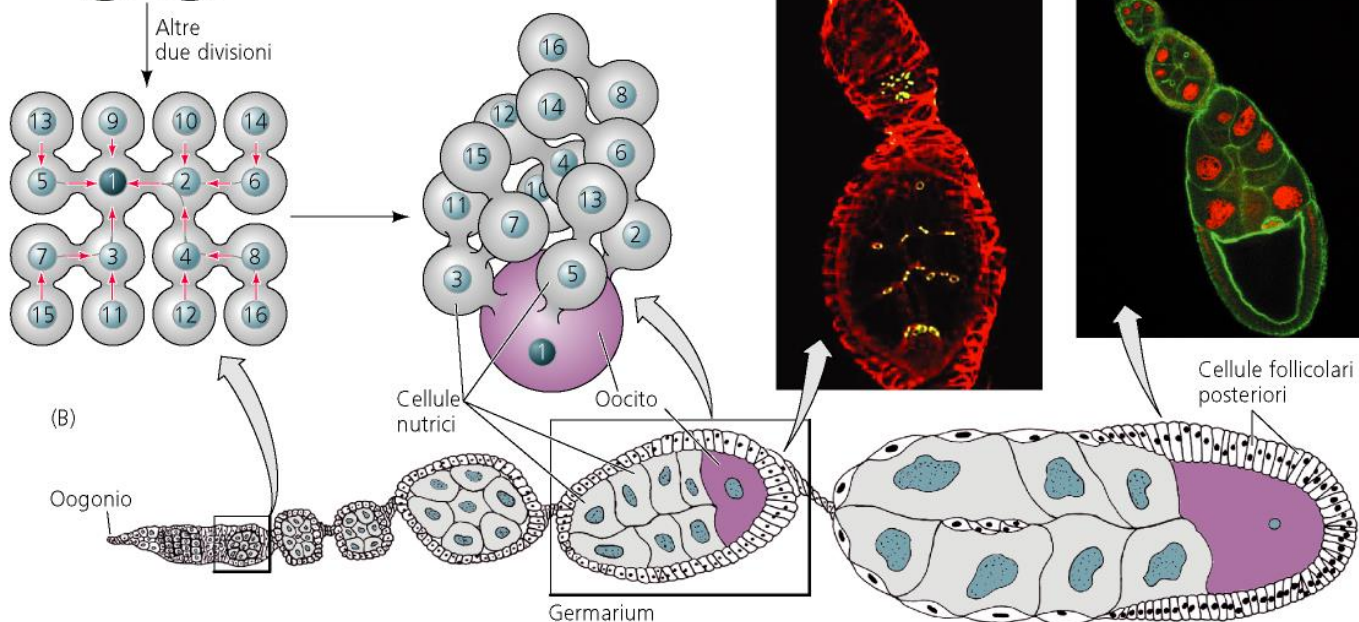 Altre
due divisioni
13 9 10 14
5 1 2 6
7 3 4 8
15 11 12 16
16
8
14
12
6
15
4
10
13
11
7
2
3
5
1
Cellule
nutrici
Oocito
Cellule follicolari
posteriori
(B)
Oogonio
Germarium